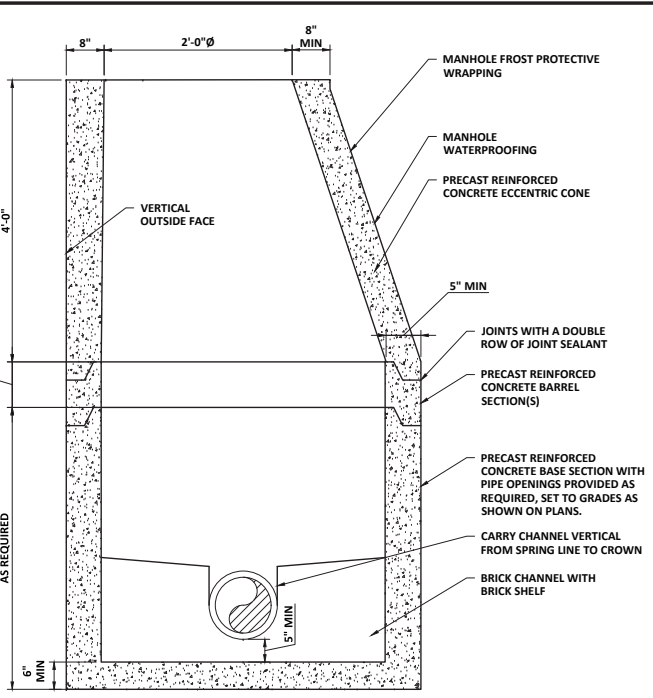 8"
2'-0"Ø
8"
MIN
MANHOLE FROST PROTECTIVE
WRAPPING
MANHOLE
WATERPROOFING
PRECAST REINFORCED
CONCRETE ECCENTRIC CONE
VERTICAL
OUTSIDE FACE
4'-0"
5" MIN
JOINTS WITH A DOUBLE
ROW OF JOINT SEALANT
PRECAST REINFORCED
CONCRETE BARREL
SECTION(S)
PRECAST REINFORCED
CONCRETE BASE SECTION WITH
PIPE OPENINGS PROVIDED AS
REQUIRED, SET TO GRADES AS
SHOWN ON PLANS.
CARRY CHANNEL VERTICAL
FROM SPRING LINE TO CROWN
BRICK CHANNEL WITH
BRICK SHELF
AS REQUIRED
5" MIN
6"
MIN